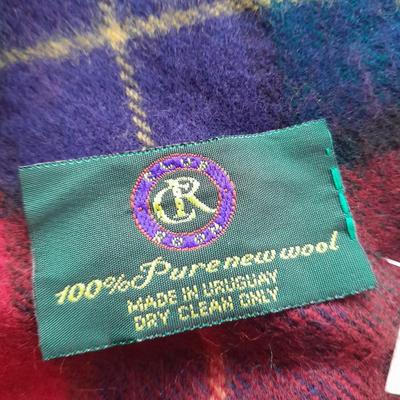 CR
100% Pure new wool
MADE IN URUGUAY
DRY CLEAN ONLY